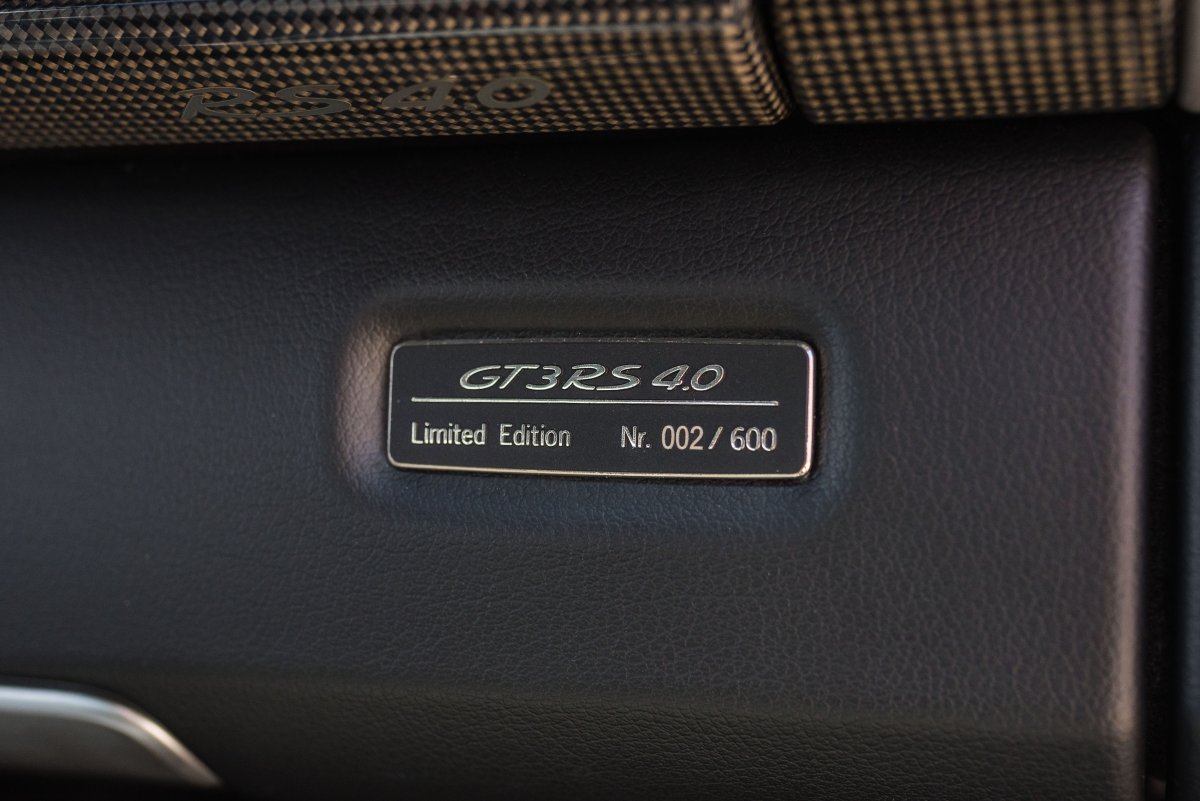 RS 4.0
GT3RS 4.0
Limited Edition Nr. 002/600